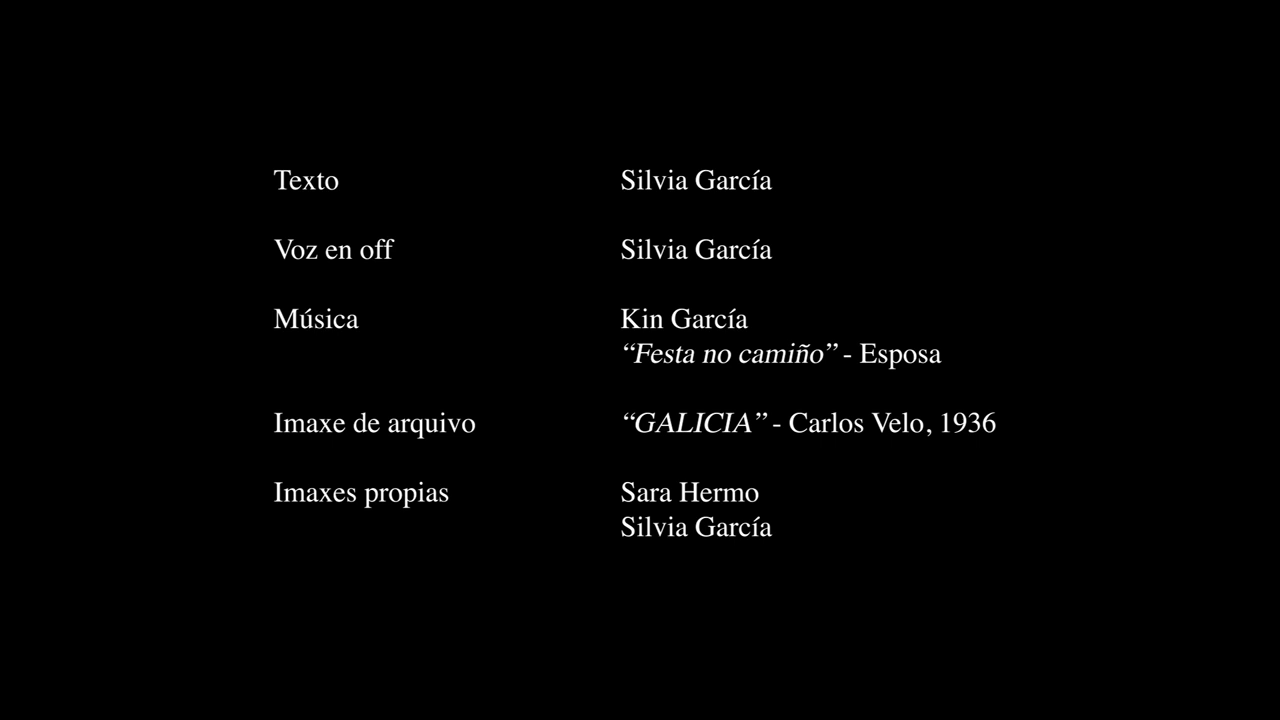 Texto Silvia García
Voz en off Silvia García
Música Kin García
“Festa no camiño” - Esposa
Imaxe de arquivo “GALICIA” - Carlos Velo, 1936
Imaxes propias Sara Hermo
Silvia García